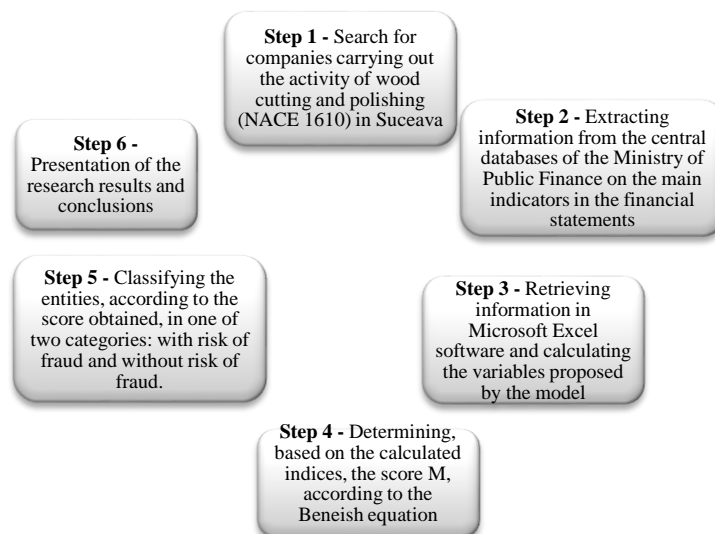 Step 1 - Search for
companies carrying out
the activity of wood
cutting and polishing
(NACE 1610) in Suceava
Step 2 - Extracting
information from the central
databases of the Ministry of
Public Finance on the main
indicators in the financial
statements
Step 3 - Retrieving
information in
Microsoft Excel
software and calculating
the variables proposed
by the model
Step 4 - Determining,
based on the calculated
indices, the score M,
according to the
Beneish equation
Step 5 - Classifying the
entities, according to the
score obtained, in one of
two categories: with risk of
fraud and without risk of
fraud.
Step 6 -
Presentation of the
research results and
conclusions